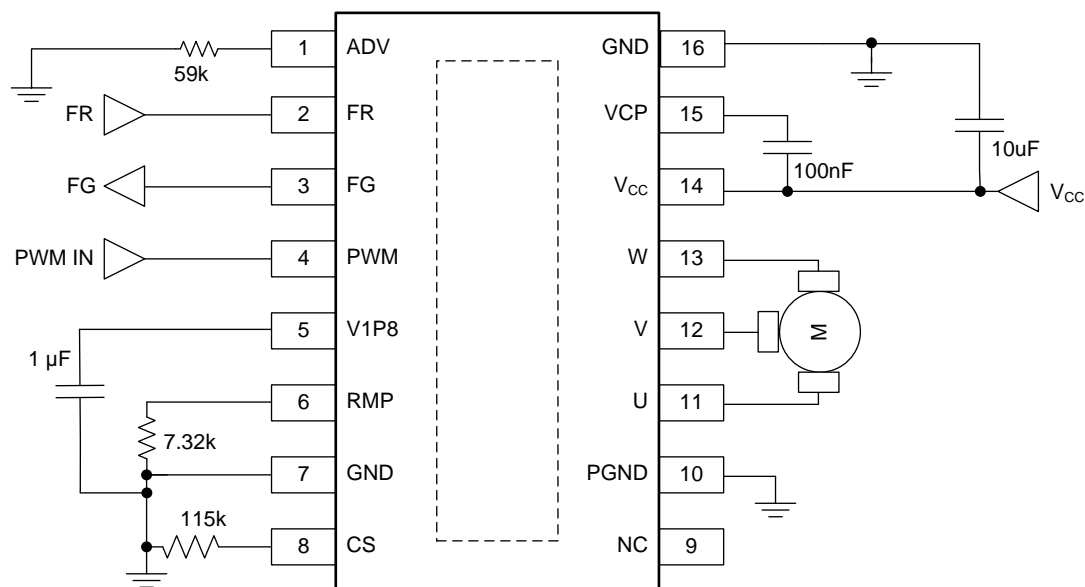 1 ADV
59k
FR 2 FR
FG 3 FG
PWM IN 4 PWM
5 V1P8
1 µF
6 RMP
7.32k
7 GND
115k
8 CS
GND 16
VCP 15
10uF
100nF
VCC 14
VCC
W 13
V 12
M
U 11
PGND 10
NC 9